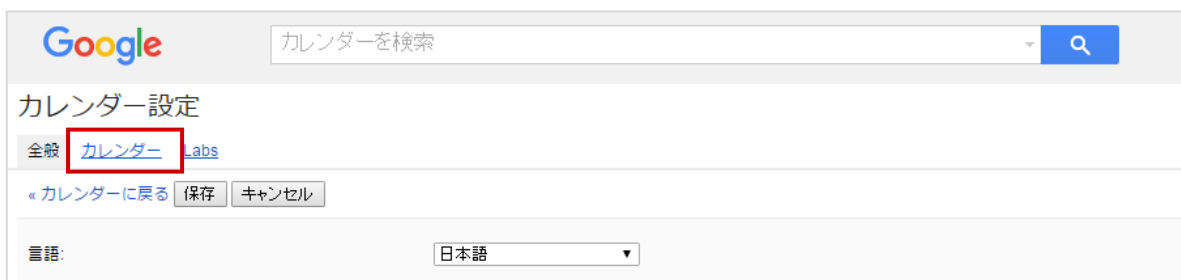 Google カレンダーを検索
カレンダー設定
全般 カレンダー Labs
«カレンダーに戻る 保存 キャンセル
言語: 日本語